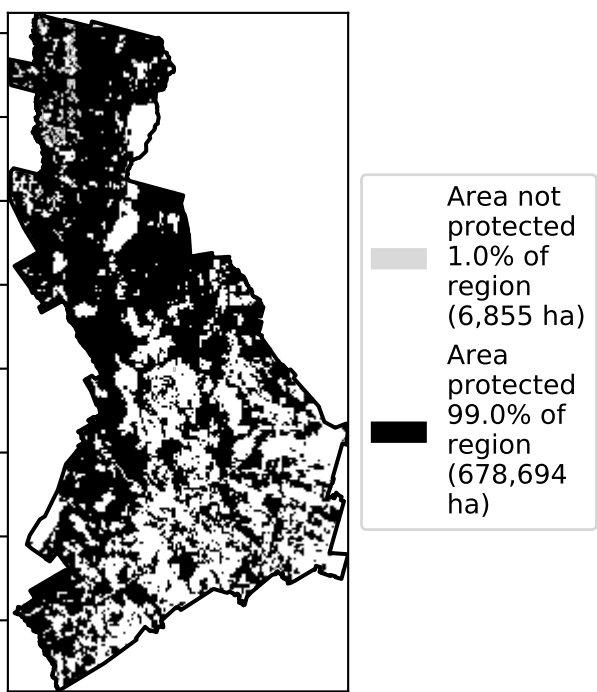 Area not
protected
1.0% of
region
(6,855 ha)
Area
protected
99.0% of
region
(678,694
ha)